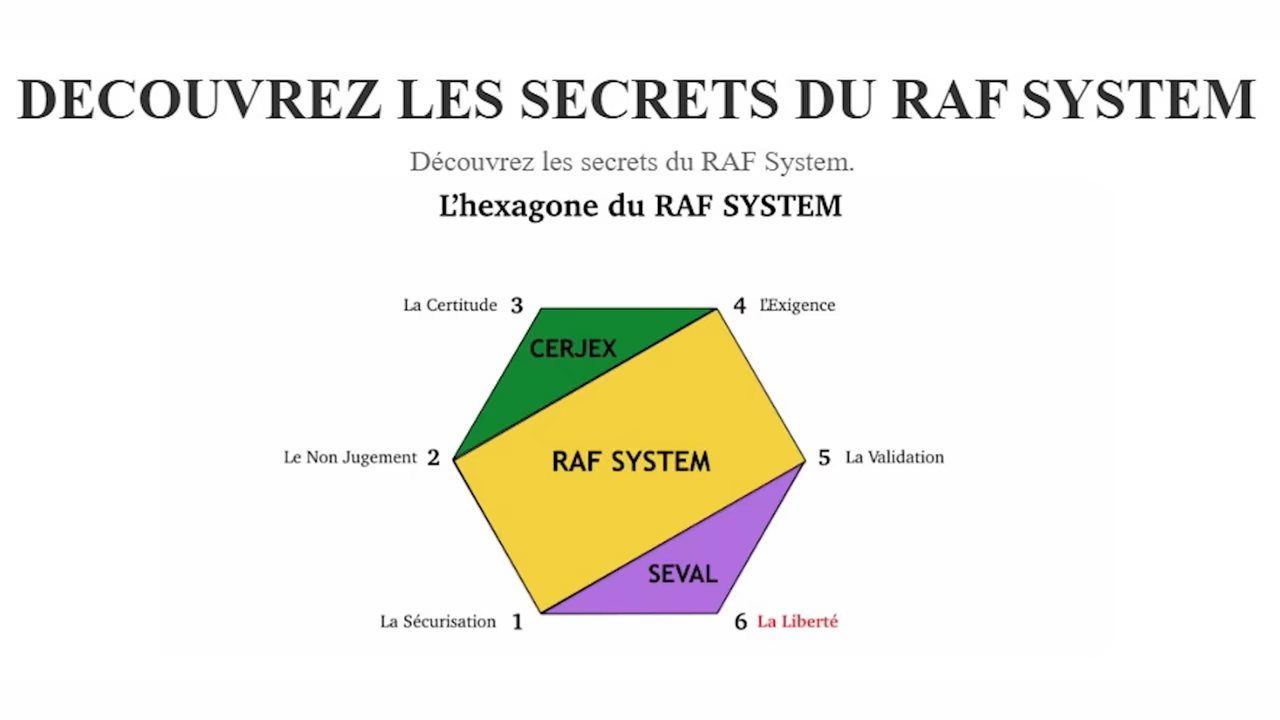 DECOUVREZ LES SECRETS DU RAF SYSTEM
Découvrez les secrets du RAF System.
L'hexagone du RAF SYSTEM
La Certitude 3
4 L'Exigence
CERJEX
Le Non Jugement 2
RAF SYSTEM
5 La Validation
SEVAL
La Sécurisation 1
6 La Liberté